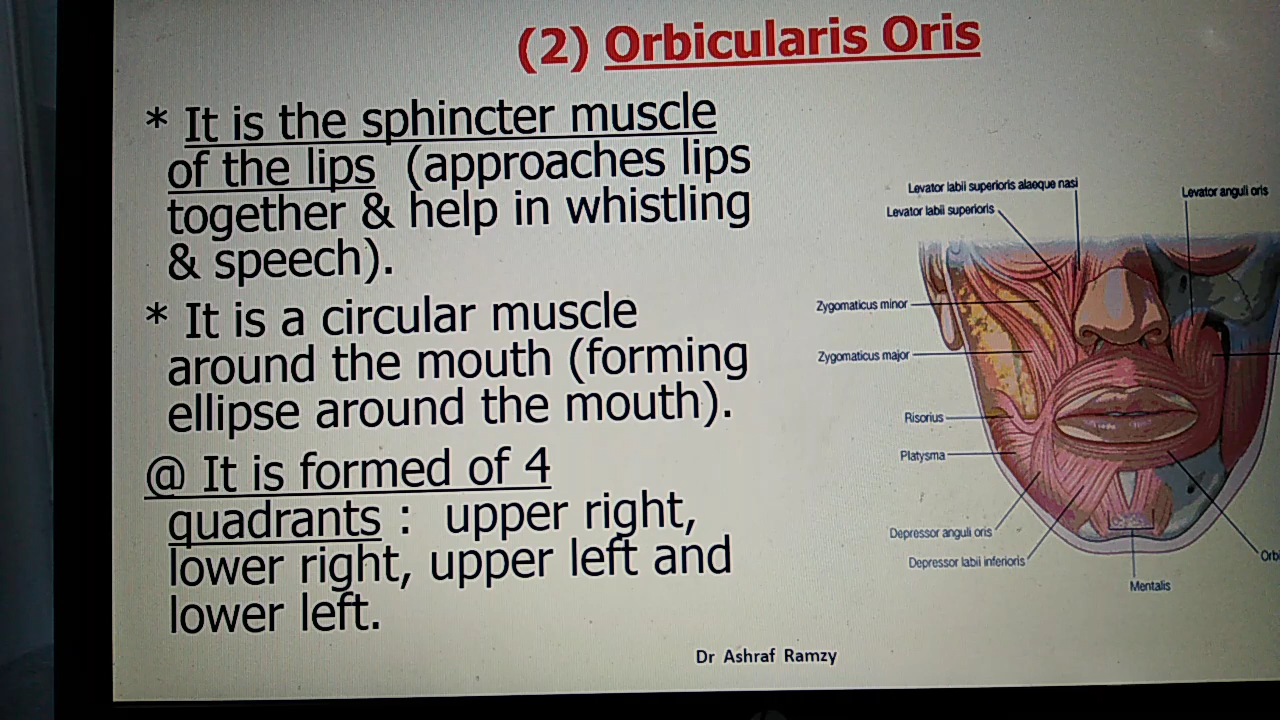 (2) Orbicularis Oris
* It is the sphincter muscle
of the lips (approaches lips
together & help in whistling
& speech).
* It is a circular muscle
around the mouth (forming
ellipse around the mouth).
@ It is formed of 4
quadrants : upper right,
lower right, upper left and
lower left.
Levator labii superioris alaeque nasi
Levator anguli oris
Levator labii superioris
Zygomaticus minor
Zygomaticus major
Risorius
Platysma
Depressor anguli oris
Depressor labii inferioris
Orbi
Mentalis
Dr Ashraf Ramzy